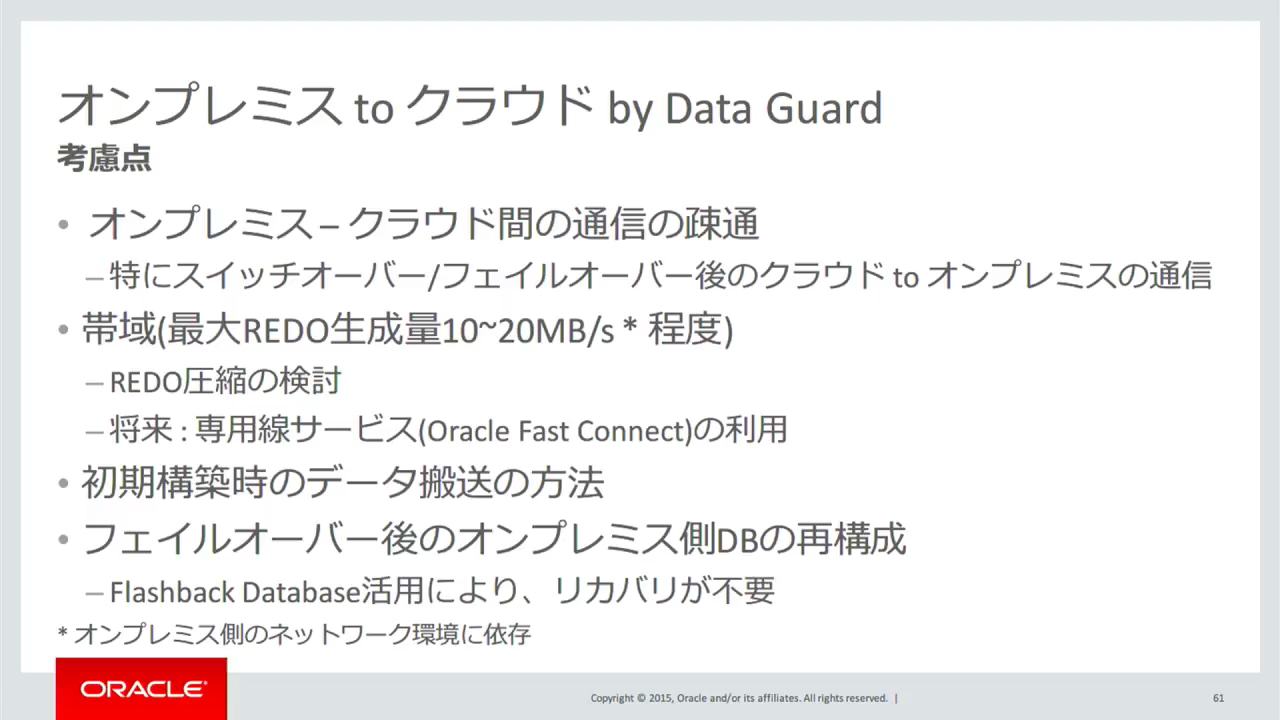 オンプレミス to クラウド by Data Guard
考慮点
• オンプレミス – クラウド間の通信の疎通
– 特にスイッチオーバー/フェイルオーバー後のクラウド to オンプレミスの通信
• 帯域(最大REDO生成量10~20MB/s * 程度)
– REDO圧縮の検討
– 将来 : 専用線サービス(Oracle Fast Connect)の利用
• 初期構築時のデータ搬送の方法
• フェイルオーバー後のオンプレミス側DBの再構成
– Flashback Database活用により、リカバリが不要
* オンプレミス側のネットワーク環境に依存
ORACLE®
Copyright © 2015, Oracle and/or its affiliates. All rights reserved. |
61